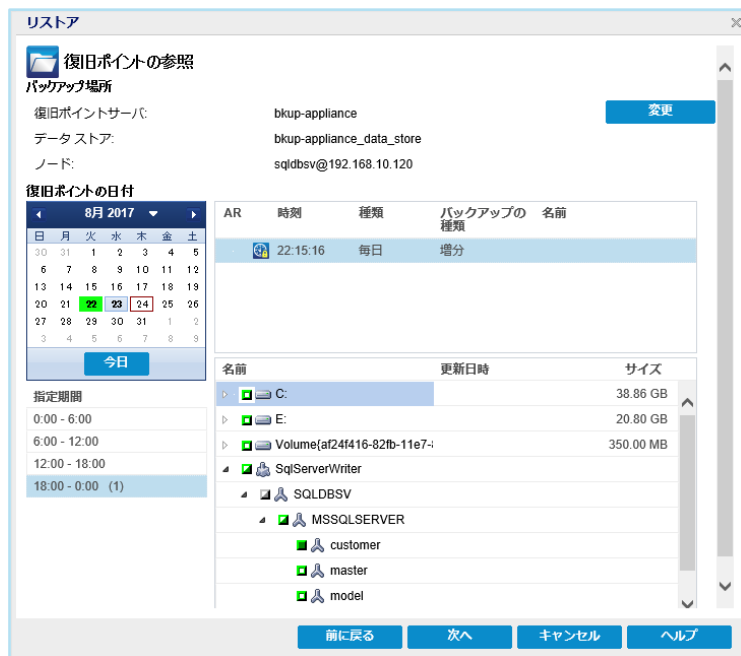 リストア
復旧ポイントの参照
バックアップ場所
復旧ポイントサーバ: bkup-appliance 変更
データ ストア: bkup-appliance_data_store
ノード: sqldbsv@192.168.10.120
復旧ポイントの日付
8月 2017
日 月 火 水 木 金 土
30 31 1 2 3 4 5
6 7 8 9 10 11 12
13 14 15 16 17 18 19
20 21 22 23 24 25 26
27 28 29 30 31 1 2
3 4 5 6 7 8 9
今日
指定期間
0:00 - 6:00
6:00 - 12:00
12:00 - 18:00
18:00 - 0:00 (1)
AR 時刻 種類 バックアップの種類 名前
22:15:16 毎日 増分
名前 更新日時 サイズ
C: 38.86 GB
E: 20.80 GB
Volume{af24f416-82fb-11e7- 350.00 MB
SqlServerWriter
SQLDBSV
MSSQLSERVER
customer
master
model
前に戻る 次へ キャンセル ヘルプ